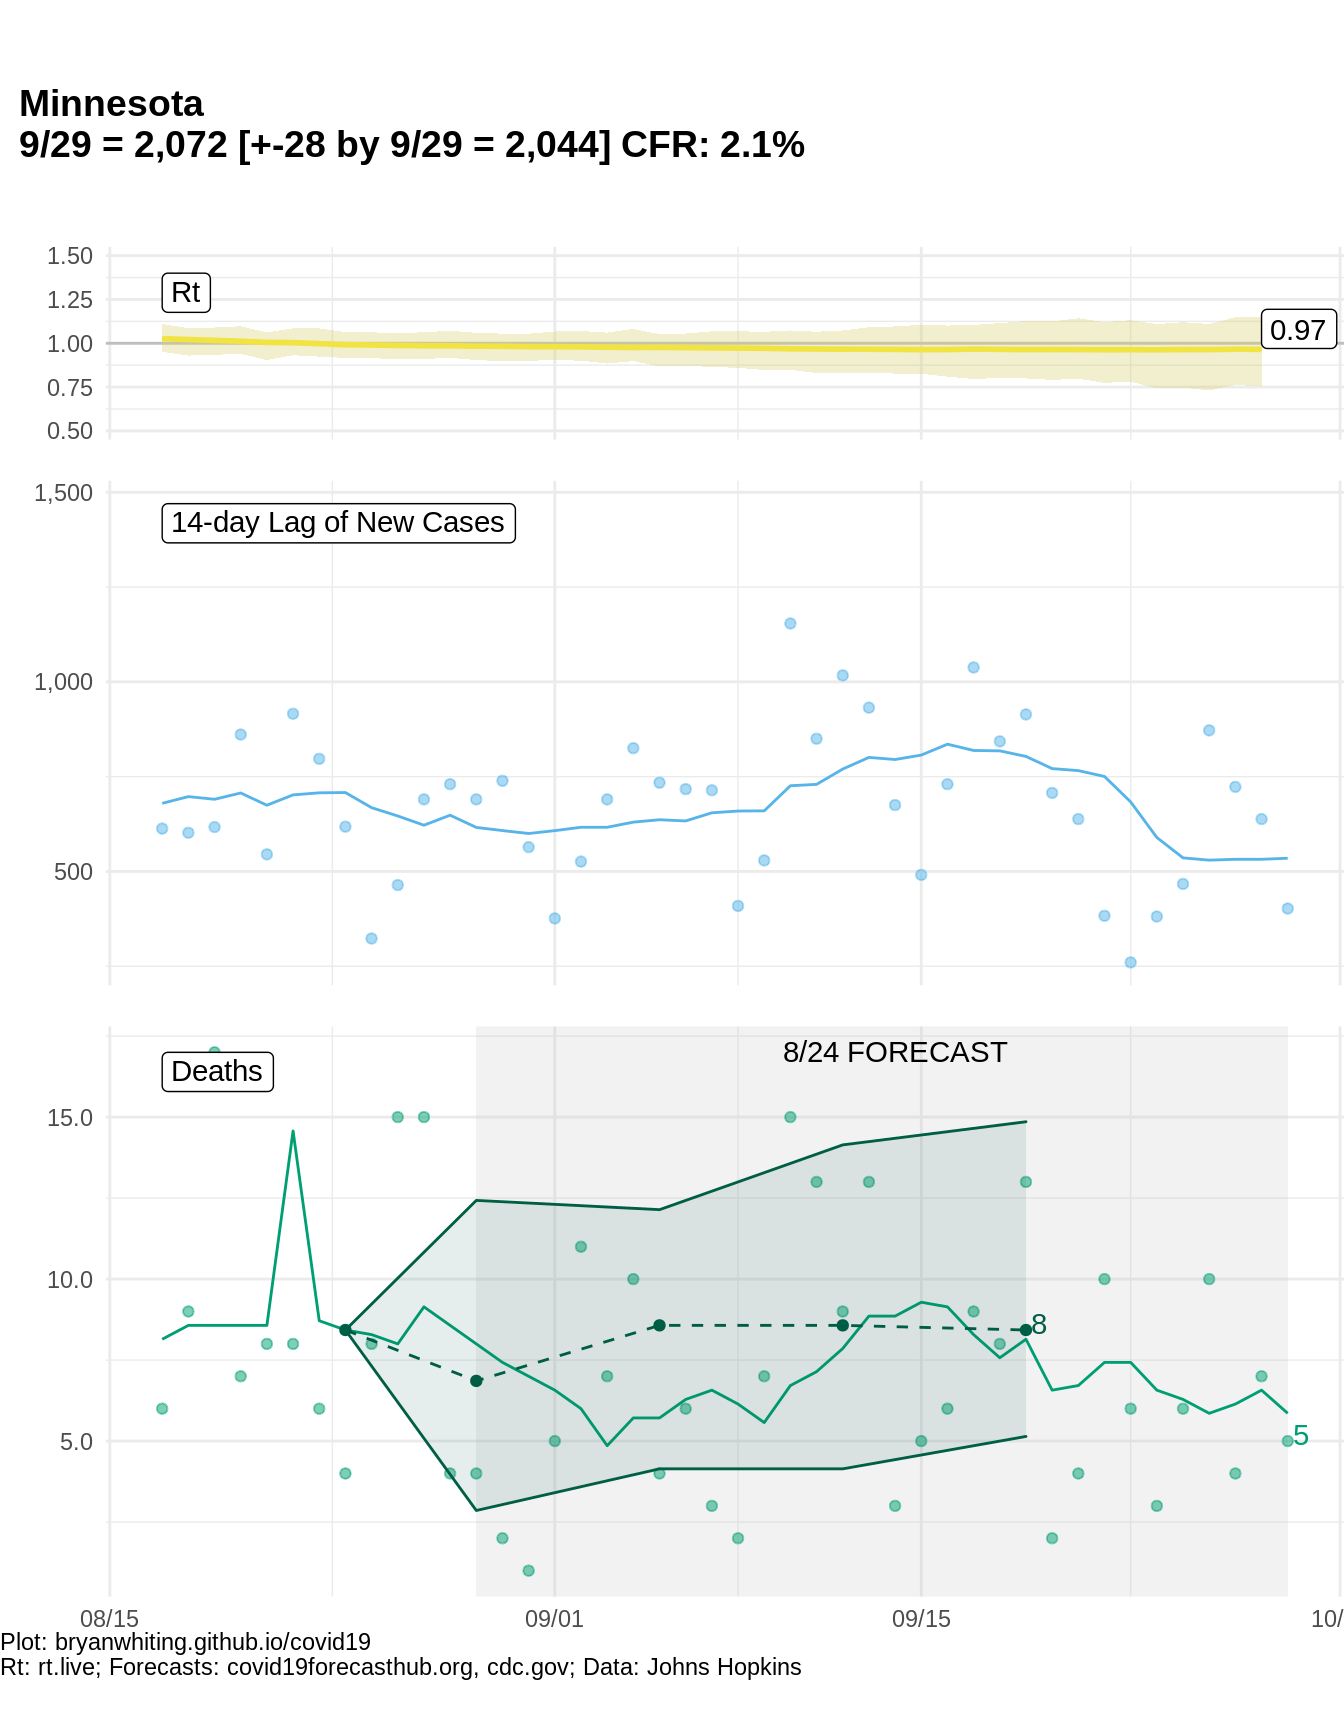 Minnesota
9/29 = 2,072 [+-28 by 9/29 = 2,044] CFR: 2.1%
1.50
1.25
1.00
0.75
0.50
Rt
0.97
1,500
1,000
500
14-day Lag of New Cases
15.0
10.0
5.0
Deaths
8/24 FORECAST
8
5
08/15
09/01
09/15
10/
Plot: bryanwhiting.github.io/covid19
Rt: rt.live; Forecasts: covid19forecasthub.org, cdc.gov; Data: Johns Hopkins